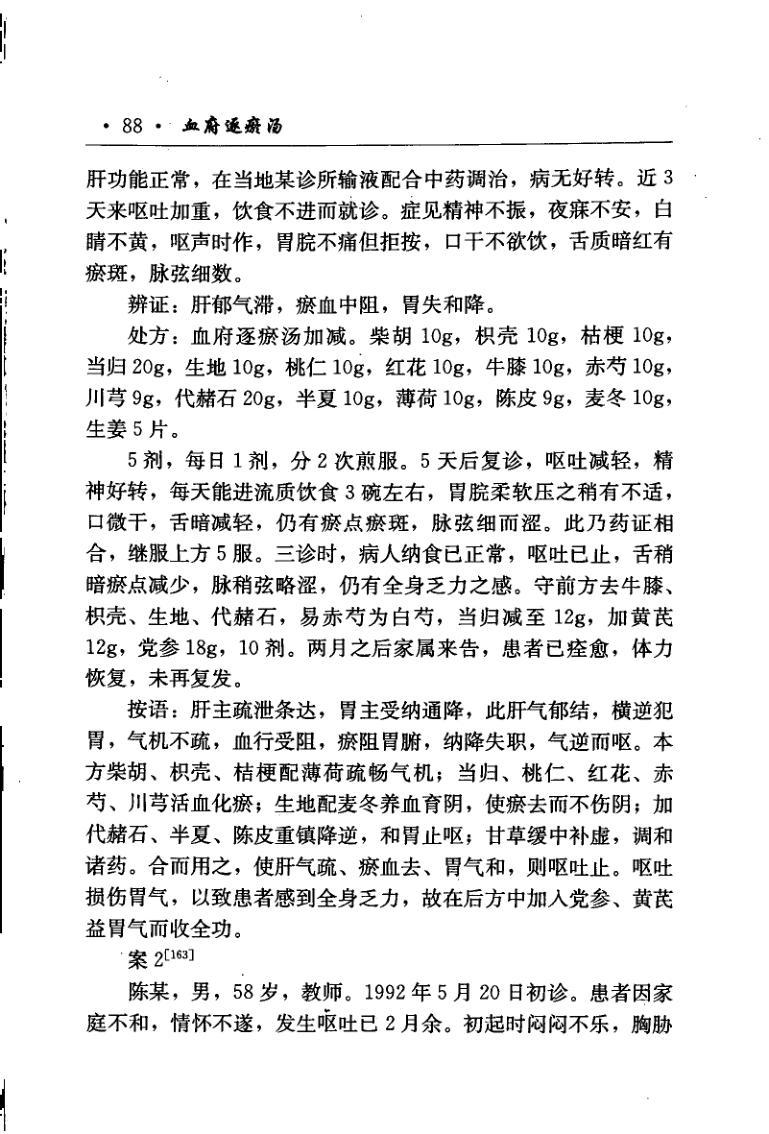 · 88 · 血府逐瘀汤
肝功能正常，在当地某诊所输液配合中药调治，病无好转。近 3
天来呕吐加重，饮食不进而就诊。症见精神不振，夜寐不安，白
睛不黄，呕声时作，胃脘不痛但拒按，口干不欲饮，舌质暗红有
瘀斑，脉弦细数。
辨证：肝郁气滞，瘀血中阻，胃失和降。
处方：血府逐瘀汤加减。柴胡 10g，枳壳 10g，桔梗 10g，
当归 20g，生地 10g，桃仁 10g，红花 10g，牛膝 10g，赤芍 10g，
川芎 9g，代赭石 20g，半夏 10g，薄荷 10g，陈皮 9g，麦冬 10g，
生姜 5 片。
5 剂，每日 1 剂，分 2 次煎服。5 天后复诊，呕吐减轻，精
神好转，每天能进流质饮食 3 碗左右，胃脘柔软压之稍有不适，
口微干，舌暗减轻，仍有瘀点瘀斑，脉弦细而涩。此乃药证相
合，继服上方 5 服。三诊时，病人纳食已正常，呕吐已止，舌稍
暗瘀点减少，脉稍弦略涩，仍有全身乏力之感。守前方去牛膝、
枳壳、生地、代赭石，易赤芍为白芍，当归减至 12g，加黄芪
12g，党参 18g，10 剂。两月之后家属来告，患者已痊愈，体力
恢复，未再复发。
按语：肝主疏泄条达，胃主受纳通降，此肝气郁结，横逆犯
胃，气机不疏，血行受阻，瘀阻胃腑，纳降失职，气逆而呕。本
方柴胡、枳壳、桔梗配薄荷疏畅气机；当归、桃仁、红花、赤
芍、川芎活血化瘀；生地配麦冬养血育阴，使瘀去而不伤阴；加
代赭石、半夏、陈皮重镇降逆，和胃止呕；甘草缓中补虚，调和
诸药。合而用之，使肝气疏、瘀血去、胃气和，则呕吐止。呕吐
损伤胃气，以致患者感到全身乏力，故在后方中加入党参、黄芪
益胃气而收全功。
案 2[163]
陈某，男，58 岁，教师。1992 年 5 月 20 日初诊。患者因家
庭不和，情怀不遂，发生呕吐已 2 月余。初起时闷闷不乐，胸胁